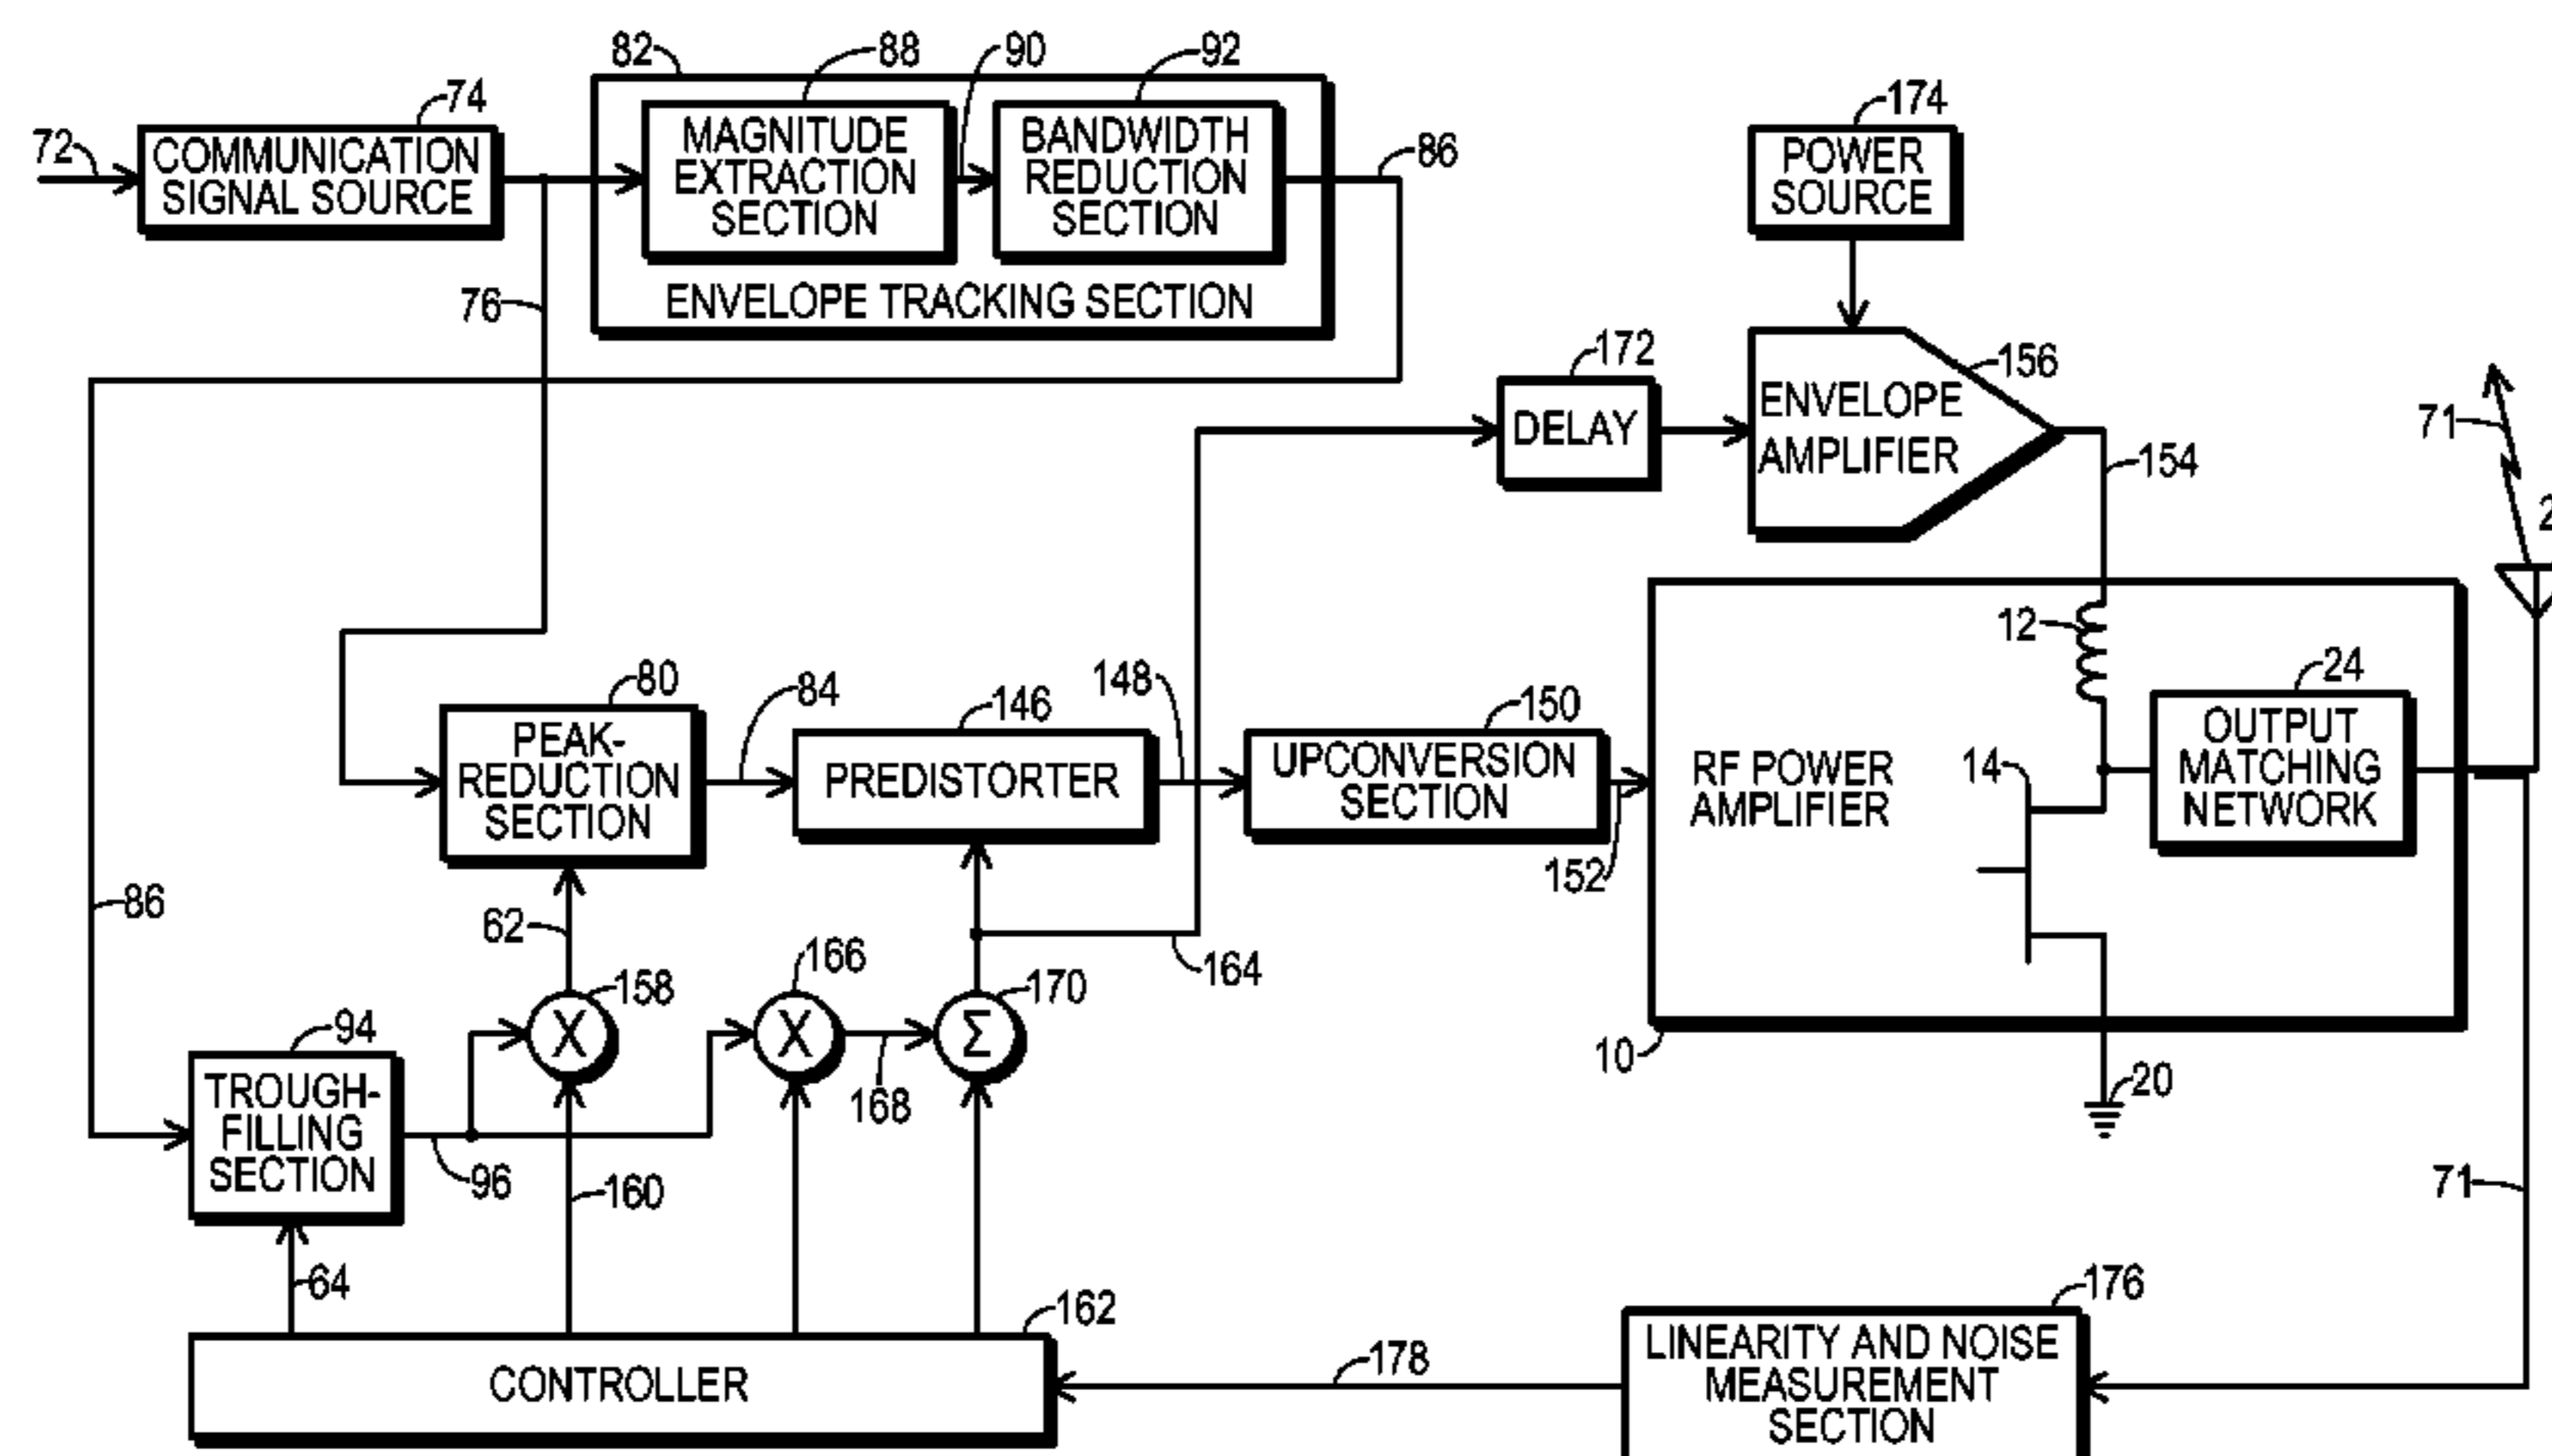 82
88
90
92
74
72
COMMUNICATION
SIGNAL SOURCE
MAGNITUDE
EXTRACTION
SECTION
BANDWIDTH
REDUCTION
SECTION
ENVELOPE TRACKING SECTION
86
174
POWER
SOURCE
76
172
DELAY
ENVELOPE
AMPLIFIER
156
154
71
2
12
24
OUTPUT
MATCHING
NETWORK
14
RF POWER
AMPLIFIER
80
PEAK-
REDUCTION
SECTION
84
146
PREDISTORTER
148
150
UPCONVERSION
SECTION
152
86
62
158
X
166
X
168
170
Σ
164
10
20
94
TROUGH-
FILLING
SECTION
96
160
64
71
162
CONTROLLER
178
176
LINEARITY AND NOISE
MEASUREMENT
SECTION